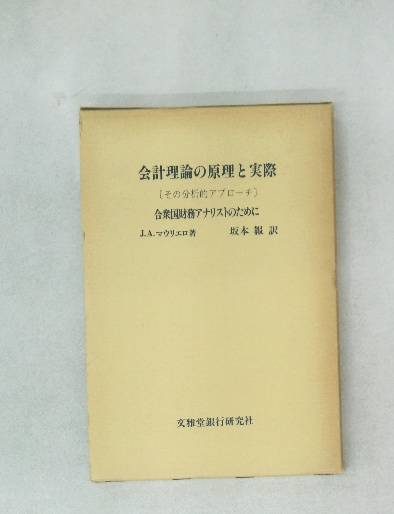 会計理論の原理と実際
〔その分析的アプローチ〕
合衆国財務アナリストのために
J.A.マウリエロ著 坂本 訳
文雅堂銀行研究社